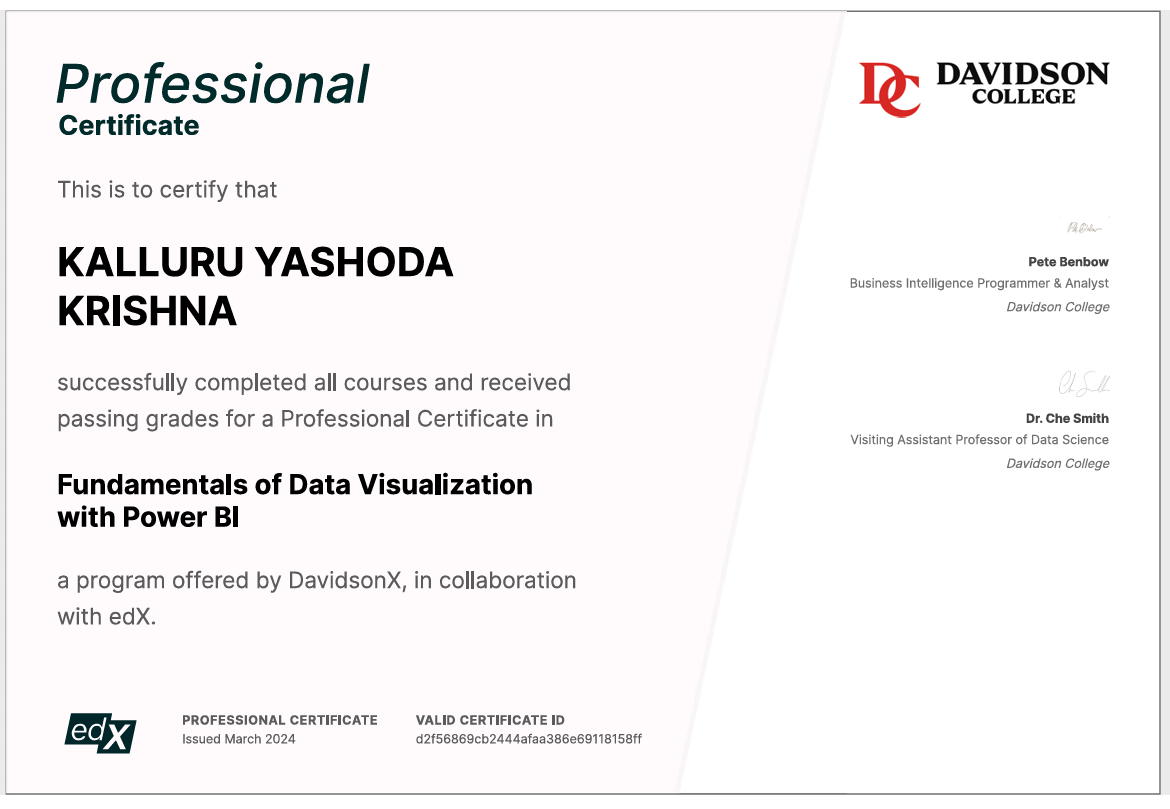 Professional
Certificate
This is to certify that
KALLURU YASHODA
KRISHNA
successfully completed all courses and received
passing grades for a Professional Certificate in
Fundamentals of Data Visualization
with Power BI
a program offered by DavidsonX, in collaboration
with edX.
edX
PROFESSIONAL CERTIFICATE
Issued March 2024
VALID CERTIFICATE ID
d2f56869cb2444afaa386e69118158ff
DC
DAVIDSON
COLLEGE
Pete Benbow
Business Intelligence Programmer & Analyst
Davidson College
Dr. Che Smith
Visiting Assistant Professor of Data Science
Davidson College